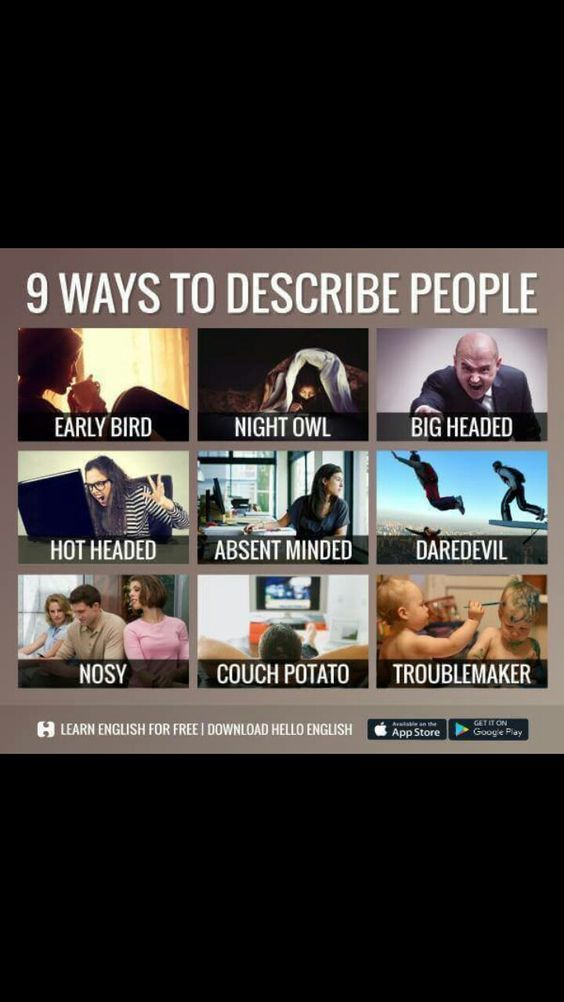 9 WAYS TO DESCRIBE PEOPLE
EARLY BIRD
NIGHT OWL
BIG HEADED
HOT HEADED
ABSENT MINDED
DAREDEVIL
NOSY
COUCH POTATO
TROUBLEMAKER
LEARN ENGLISH FOR FREE | DOWNLOAD HELLO ENGLISH
Available on the
App Store
GET IT ON
Google Play